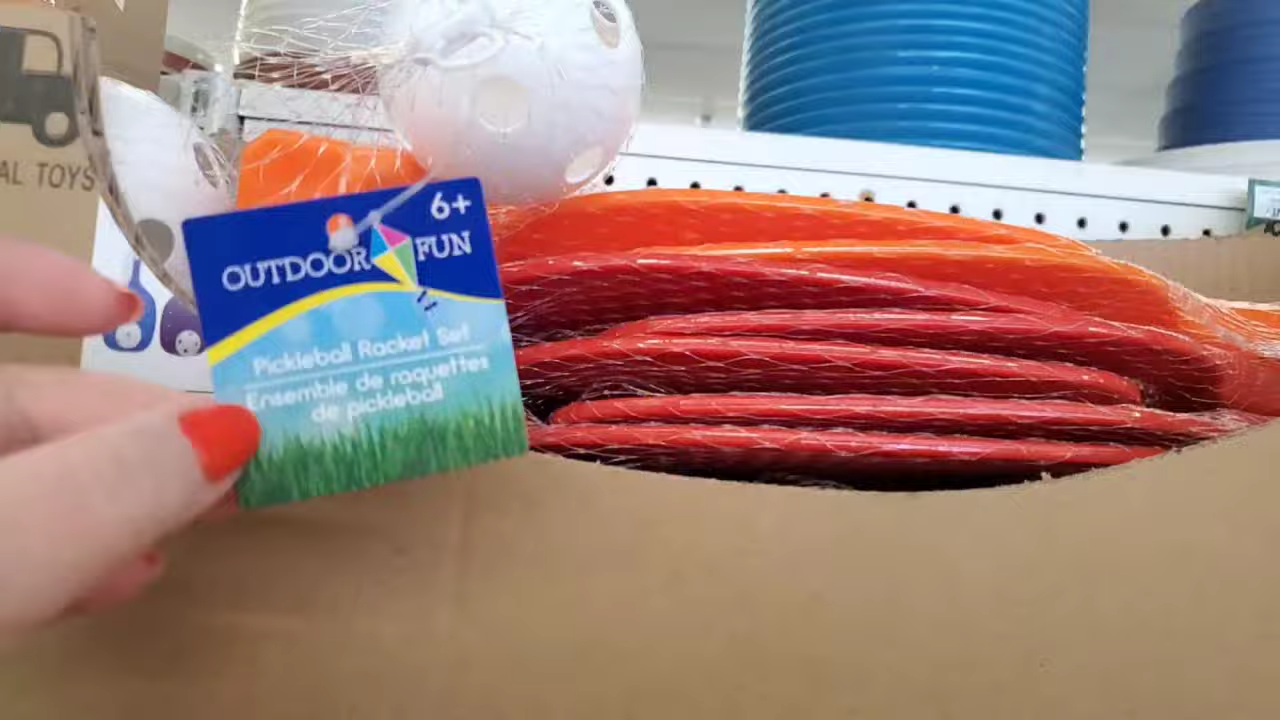 AL TOYS
6+
OUTDOOR FUN
Pickleball Racket Set
Ensemble de raquettes
de pickleball